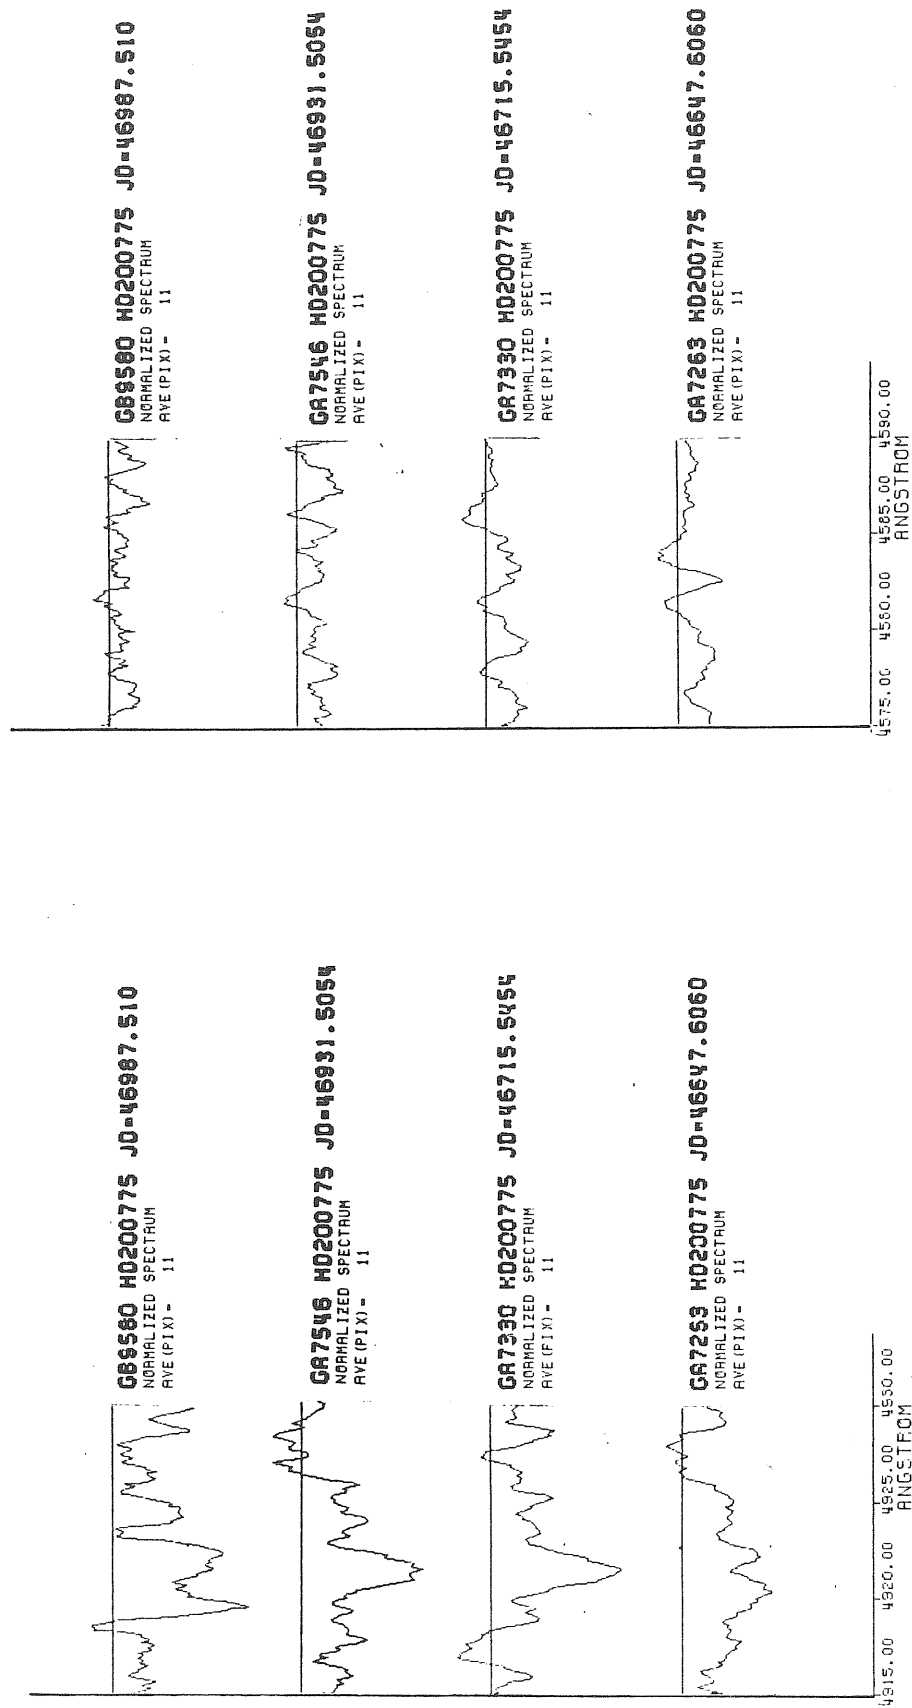 GB9580 HD200775 JD=46987.510
NORMALIZED SPECTRUM
AVE(PIX)= 11
GA7546 HD200775 JD=46931.5054
NORMALIZED SPECTRUM
AVE(PIX)= 11
GA7330 HD200775 JD=46715.5454
NORMALIZED SPECTRUM
AVE(PIX)= 11
GA7263 HD200775 JD=46647.6060
NORMALIZED SPECTRUM
AVE(PIX)= 11
4915.00 4920.00 4925.00 4930.00
ANGSTROM
GB9580 HD200775 JD=46987.510
NORMALIZED SPECTRUM
AVE(PIX)= 11
GA7546 HD200775 JD=46931.5054
NORMALIZED SPECTRUM
AVE(PIX)= 11
GA7330 HD200775 JD=46715.5454
NORMALIZED SPECTRUM
AVE(PIX)= 11
GA7263 HD200775 JD=46647.6060
NORMALIZED SPECTRUM
AVE(PIX)= 11
4575.00 4580.00 4585.00 4590.00
ANGSTROM